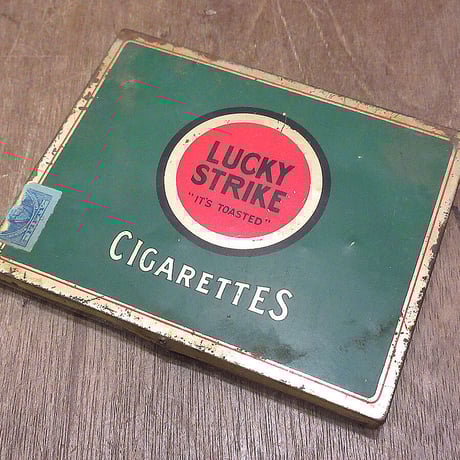 LUCKY
STRIKE
"IT'S TOASTED"
CIGARETTES